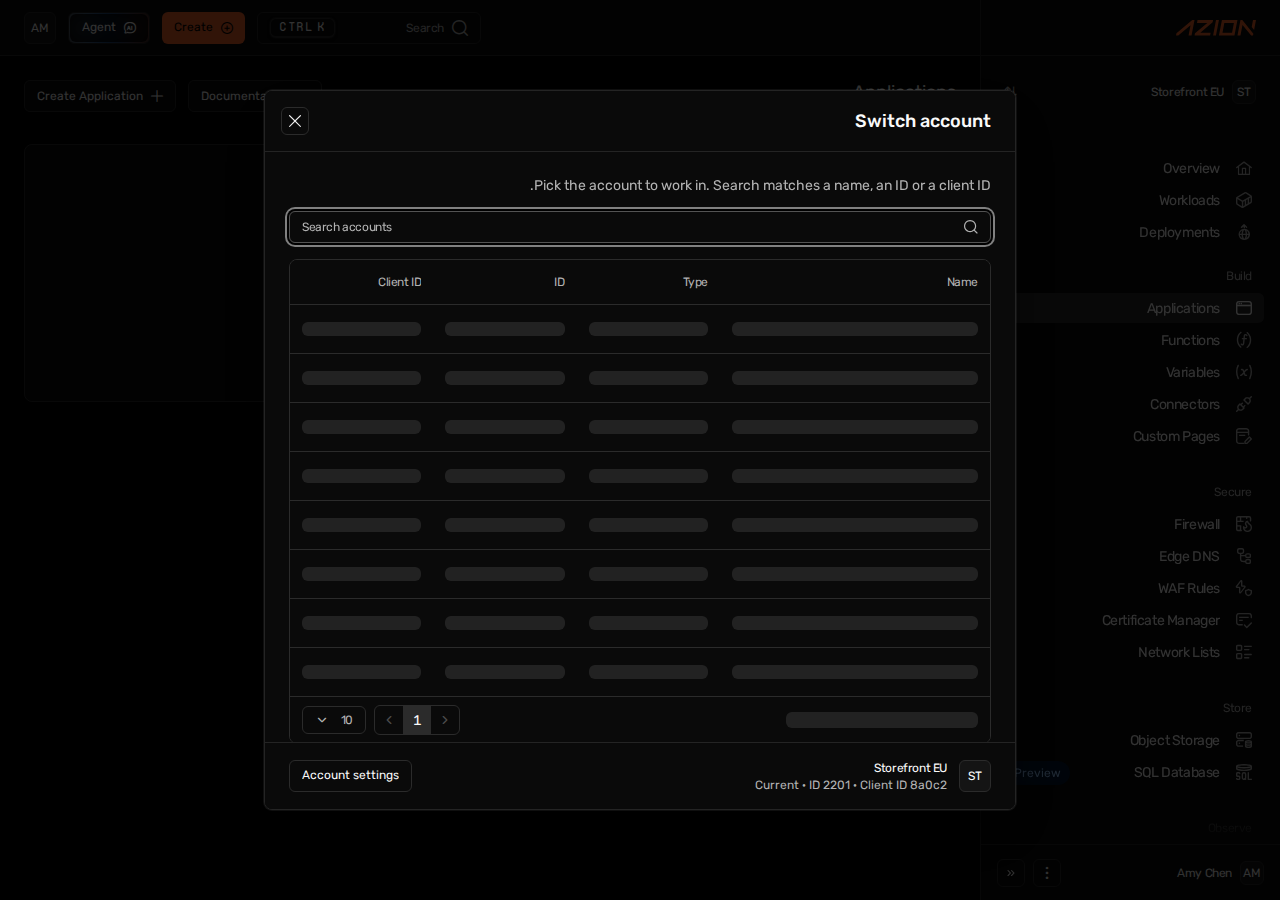 AM
Agent
Create
CTRL K
Search
AZION
Create Application
Applications
Storefront EU
ST
Switch account
.Pick the account to work in. Search matches a name, an ID or a client ID
Search accounts
Client ID
ID
Type
Name
10
1
Account settings
Storefront EU
Current • ID 2201 • Client ID 8a0c2
ST
Overview
Workloads
Deployments
Build
Applications
Functions
Variables
Connectors
Custom Pages
Secure
Firewall
Edge DNS
WAF Rules
Certificate Manager
Network Lists
Store
Object Storage
SQL Database
Preview
Observe
Amy Chen
AM